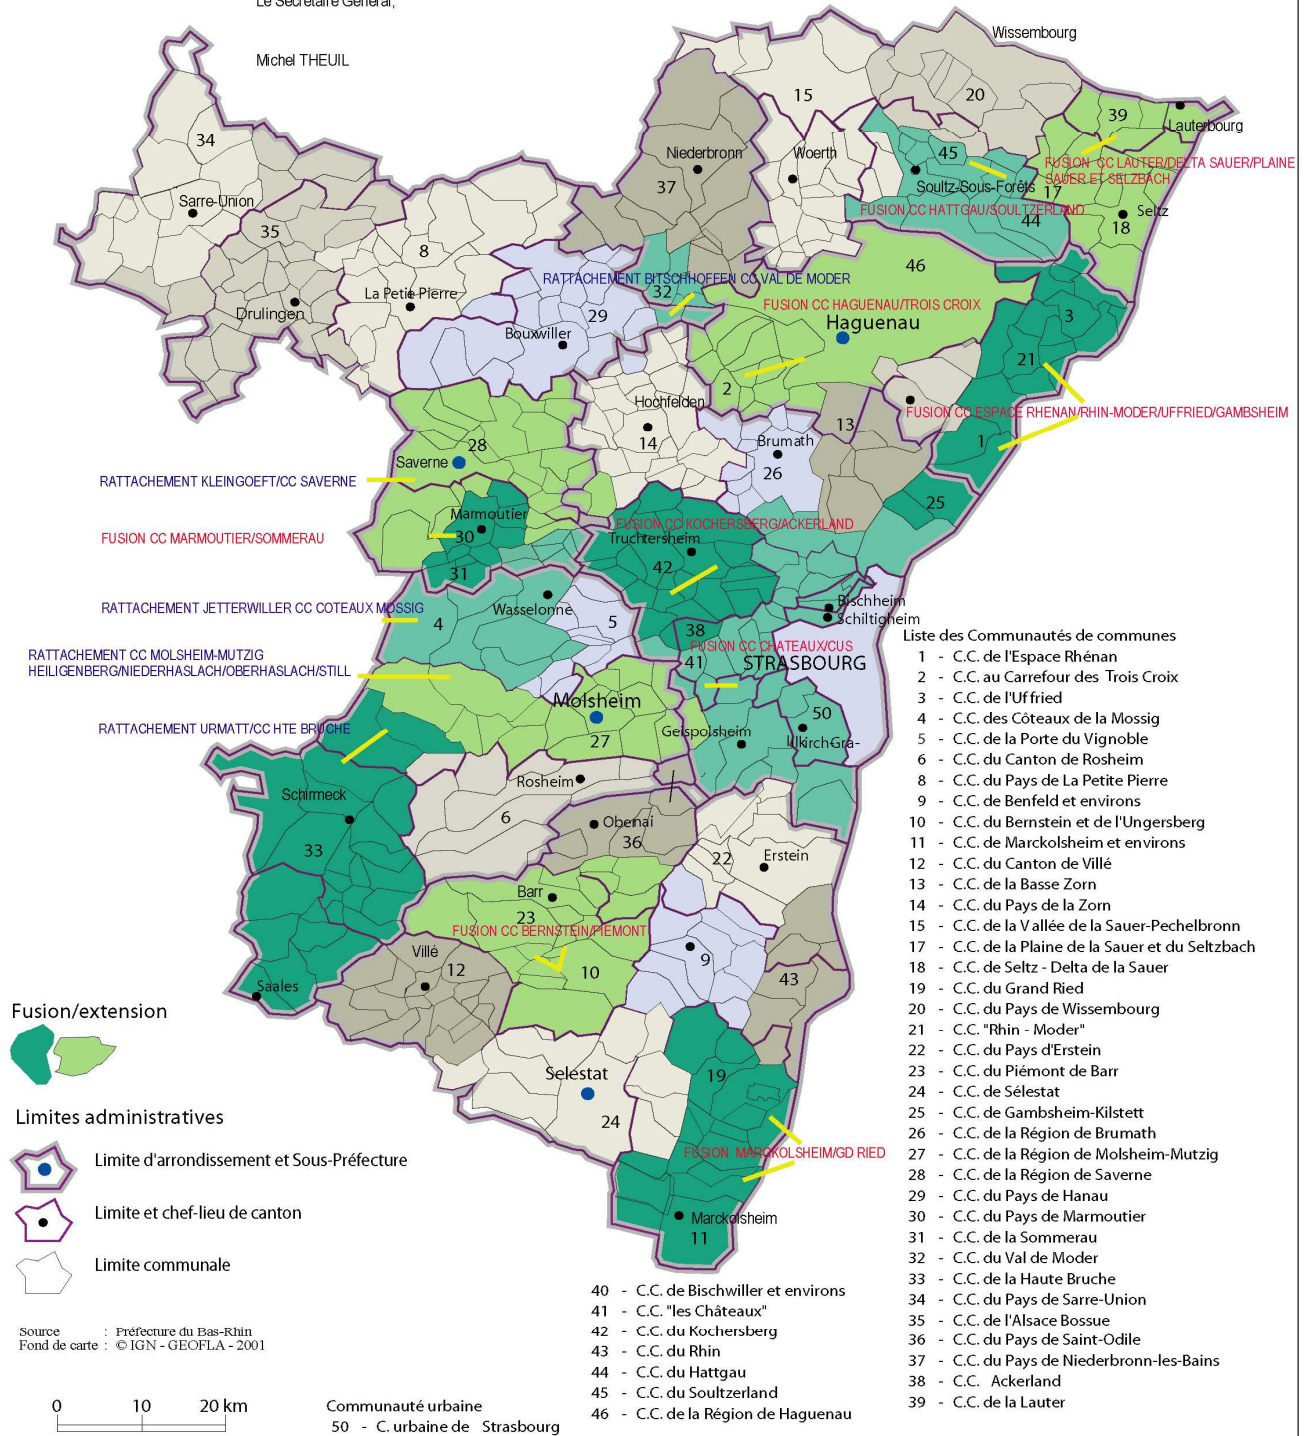 Le Secrétaire Général,
Michel THEUIL
Wissembourg
15
20
39
34
Lauterbourg
Niederbronn
Woerth
45
FUSION CC LAUTER/DELTA SAUER/PLAINE
SAUER ET SELZBACH
37
Soultz-Sous-Forêts
17
Sarre-Union
FUSION CC HATTGAU/SOULTZERLAND
Seltz
44
18
35
8
46
RATTACHEMENT BITSCHHOFFEN CC VAL DE MODER
32
La Petite Pierre
FUSION CC HAGUENAU/TROIS CROIX
Drulingen
29
3
Haguenau
Bouxwiller
21
2
Hochfelden
FUSION CC ESPACE RHENAN/RHIN-MODER/UFFRIED/GAMBSHEIM
13
28
14
Brumath
1
Saverne
26
RATTACHEMENT KLEINGOEFT/CC SAVERNE
25
Marmoutier
FUSION CC KOCHERSBERG/ACKERLAND
FUSION CC MARMOUTIER/SOMMERAU
30
Truchtersheim
42
31
Bischheim
RATTACHEMENT JETTERWILLER CC COTEAUX MOSSIG
Wasselonne
Schiltigheim
4
5
38
FUSION CC CHATEAUX/CUS
RATTACHEMENT CC MOLSHEIM-MUTZIG
HEILIGENBERG/NIEDERHASLACH/OBERHASLACH/STILL
41
STRASBOURG
Molsheim
50
RATTACHEMENT URMATT/CC HTE BRUCHE
27
Geispolsheim
Illkirch-Gra-
Rosheim
Schirmeck
6
Obenai
36
33
22
Erstein
Barr
23
FUSION CC BERNSTEIN/PIEMONT
Villé
12
10
9
43
Saales
19
Selestat
24
FUSION MARCKOLSHEIM/GD RIED
Marckolsheim
11
Fusion/extension
Limites administratives
Limite d'arrondissement et Sous-Préfecture
Limite et chef-lieu de canton
Limite communale
Source : Préfecture du Bas-Rhin
Fond de carte : © IGN - GEOFLA - 2001
0 10 20 km
Communauté urbaine
50 - C. urbaine de Strasbourg
Liste des Communautés de communes
1 - C.C. de l'Espace Rhénan
2 - C.C. au Carrefour des Trois Croix
3 - C.C. de l'Uffried
4 - C.C. des Côteaux de la Mossig
5 - C.C. de la Porte du Vignoble
6 - C.C. du Canton de Rosheim
8 - C.C. du Pays de La Petite Pierre
9 - C.C. de Benfeld et environs
10 - C.C. du Bernstein et de l'Ungersberg
11 - C.C. de Marckolsheim et environs
12 - C.C. du Canton de Villé
13 - C.C. de la Basse Zorn
14 - C.C. du Pays de la Zorn
15 - C.C. de la Vallée de la Sauer-Pechelbronn
17 - C.C. de la Plaine de la Sauer et du Seltzbach
18 - C.C. de Seltz - Delta de la Sauer
19 - C.C. du Grand Ried
20 - C.C. du Pays de Wissembourg
21 - C.C. "Rhin - Moder"
22 - C.C. du Pays d'Erstein
23 - C.C. du Piémont de Barr
24 - C.C. de Sélestat
25 - C.C. de Gambsheim-Kilstett
26 - C.C. de la Région de Brumath
27 - C.C. de la Région de Molsheim-Mutzig
28 - C.C. de la Région de Saverne
29 - C.C. du Pays de Hanau
30 - C.C. du Pays de Marmoutier
31 - C.C. de la Sommerau
32 - C.C. du Val de Moder
33 - C.C. de la Haute Bruche
34 - C.C. du Pays de Sarre-Union
35 - C.C. de l'Alsace Bossue
36 - C.C. du Pays de Saint-Odile
37 - C.C. du Pays de Niederbronn-les-Bains
38 - C.C. Ackerland
39 - C.C. de la Lauter
40 - C.C. de Bischwiller et environs
41 - C.C. "les Châteaux"
42 - C.C. du Kochersberg
43 - C.C. du Rhin
44 - C.C. du Hattgau
45 - C.C. du Soultzerland
46 - C.C. de la Région de Haguenau